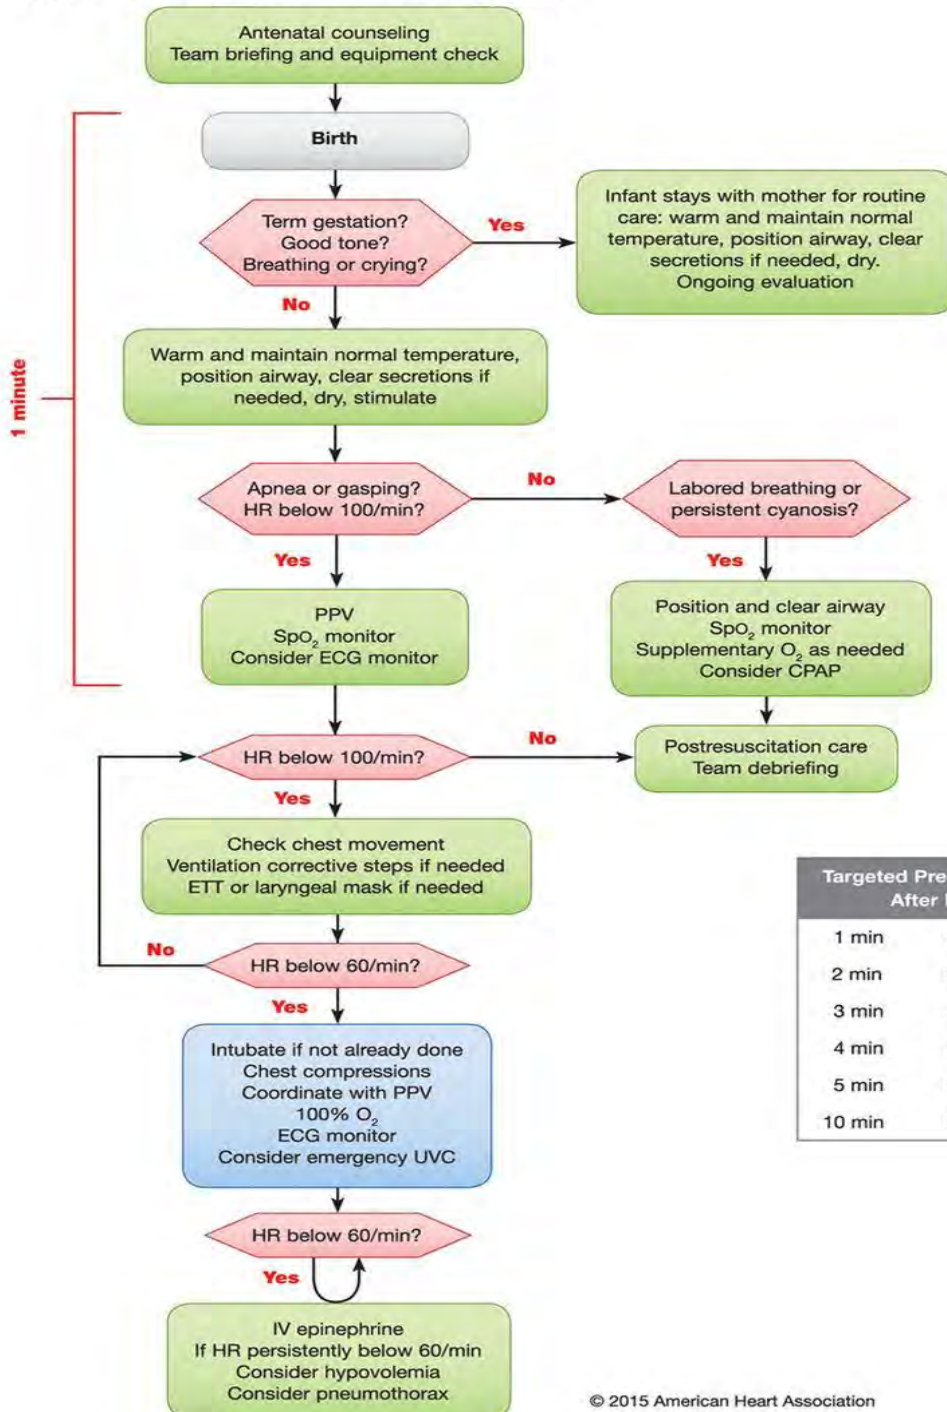 Antenatal counseling
Team briefing and equipment check
1 minute
Birth
Term gestation?
Good tone?
Breathing or crying?
Yes
Infant stays with mother for routine
care: warm and maintain normal
temperature, position airway, clear
secretions if needed, dry.
Ongoing evaluation
No
Warm and maintain normal temperature,
position airway, clear secretions if
needed, dry, stimulate
Apnea or gasping?
HR below 100/min?
No
Labored breathing or
persistent cyanosis?
Yes
Yes
PPV
SpO₂ monitor
Consider ECG monitor
Position and clear airway
SpO₂ monitor
Supplementary O₂ as needed
Consider CPAP
HR below 100/min?
No
Postresuscitation care
Team debriefing
Yes
Check chest movement
Ventilation corrective steps if needed
ETT or laryngeal mask if needed
No
HR below 60/min?
Yes
Intubate if not already done
Chest compressions
Coordinate with PPV
100% O₂
ECG monitor
Consider emergency UVC
HR below 60/min?
Yes
IV epinephrine
If HR persistently below 60/min
Consider hypovolemia
Consider pneumothorax
Targeted Pre
After
1 min
2 min
3 min
4 min
5 min
10 min
© 2015 American Heart Association